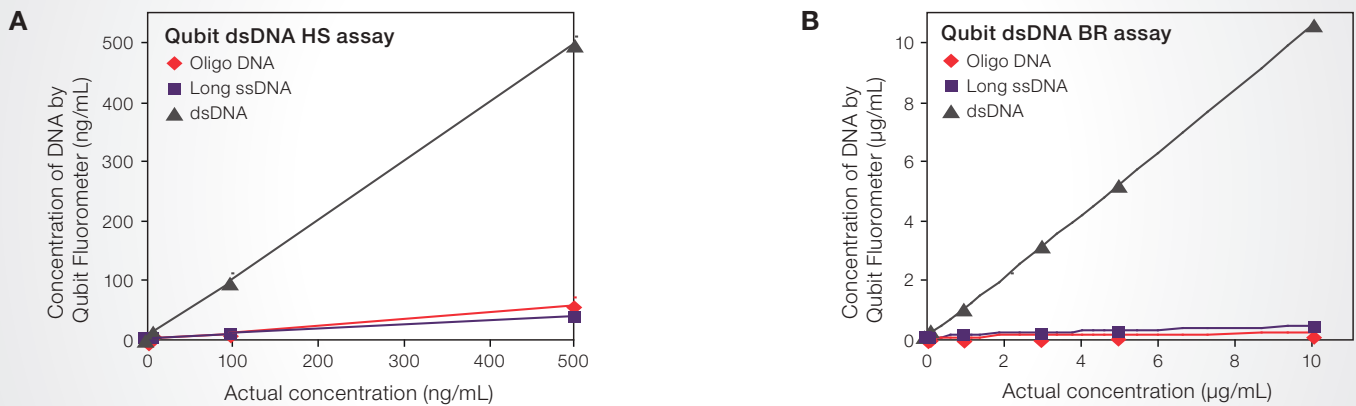 A
Qubit dsDNA HS assay
Oligo DNA
Long ssDNA
dsDNA
Concentration of DNA by
Qubit Fluorometer (ng/mL)
500
400
300
200
100
0
0
100
200
300
400
500
Actual concentration (ng/mL)
B
Qubit dsDNA BR assay
Oligo DNA
Long ssDNA
dsDNA
Concentration of DNA by
Qubit Fluorometer (µg/mL)
10
8
6
4
2
0
0
2
4
6
8
10
Actual concentration (µg/mL)